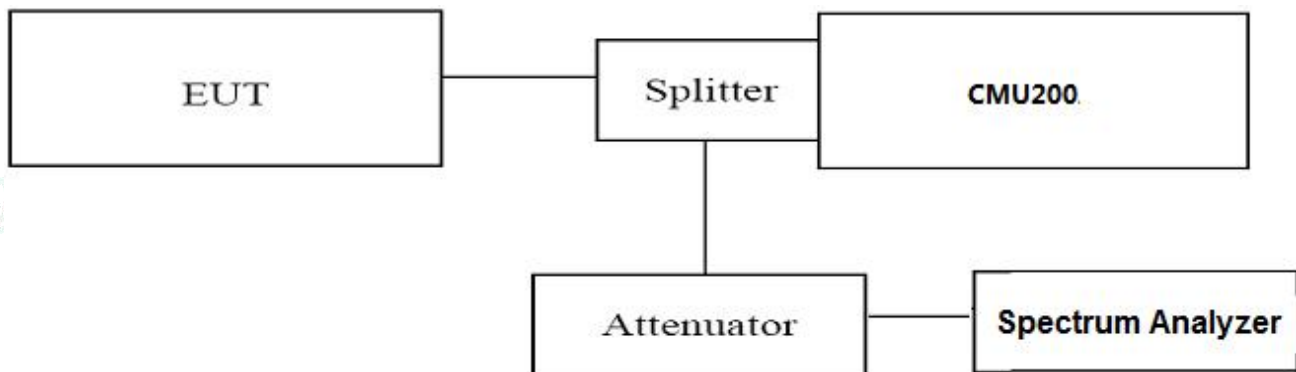 EUT
Splitter
CMU200
Attenuator
Spectrum Analyzer